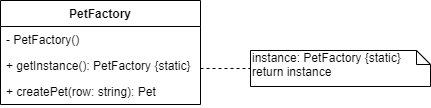 PetFactory
- PetFactory()
+ getInstance(): PetFactory {static}
+ createPet(row: string): Pet
instance: PetFactory {static}
return instance